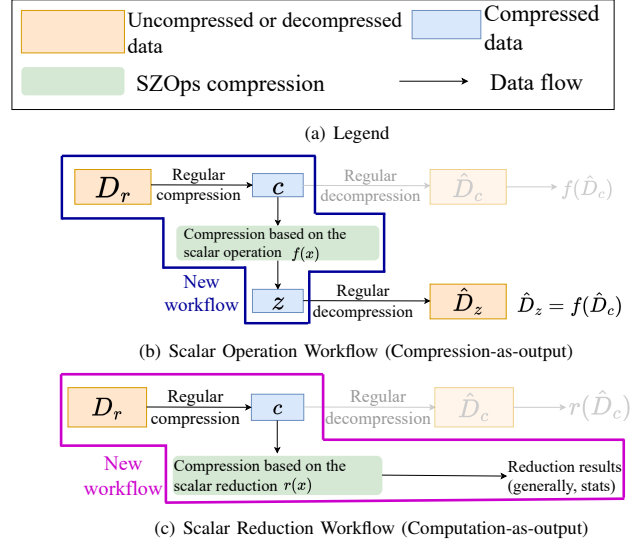 Uncompressed or decompressed data
Compressed data
SZOps compression
Data flow
(a) Legend
D_r
Regular compression
c
Regular decompression
D̂_c
f(D̂_c)
Compression based on the scalar operation f(x)
New workflow
z
Regular decompression
D̂_z
D̂_z = f(D̂_c)
(b) Scalar Operation Workflow (Compression-as-output)
D_r
Regular compression
c
Regular decompression
D̂_c
r(D̂_c)
New workflow
Compression based on the scalar reduction r(x)
Reduction results (generally, stats)
(c) Scalar Reduction Workflow (Computation-as-output)